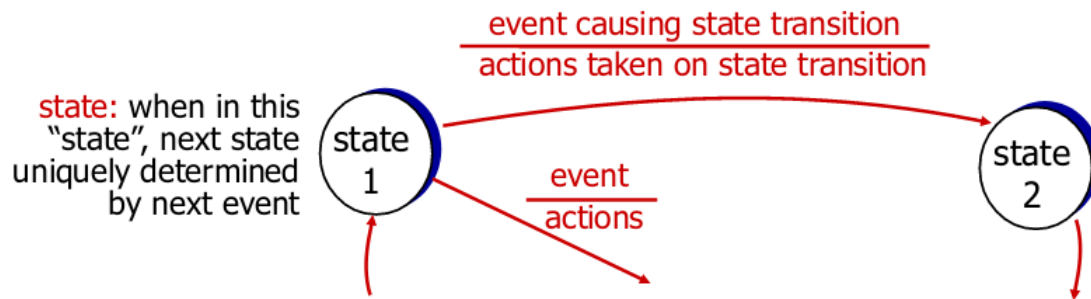 event causing state transition
actions taken on state transition
state: when in this
“state”, next state
uniquely determined
by next event
state
1
event
actions
state
2